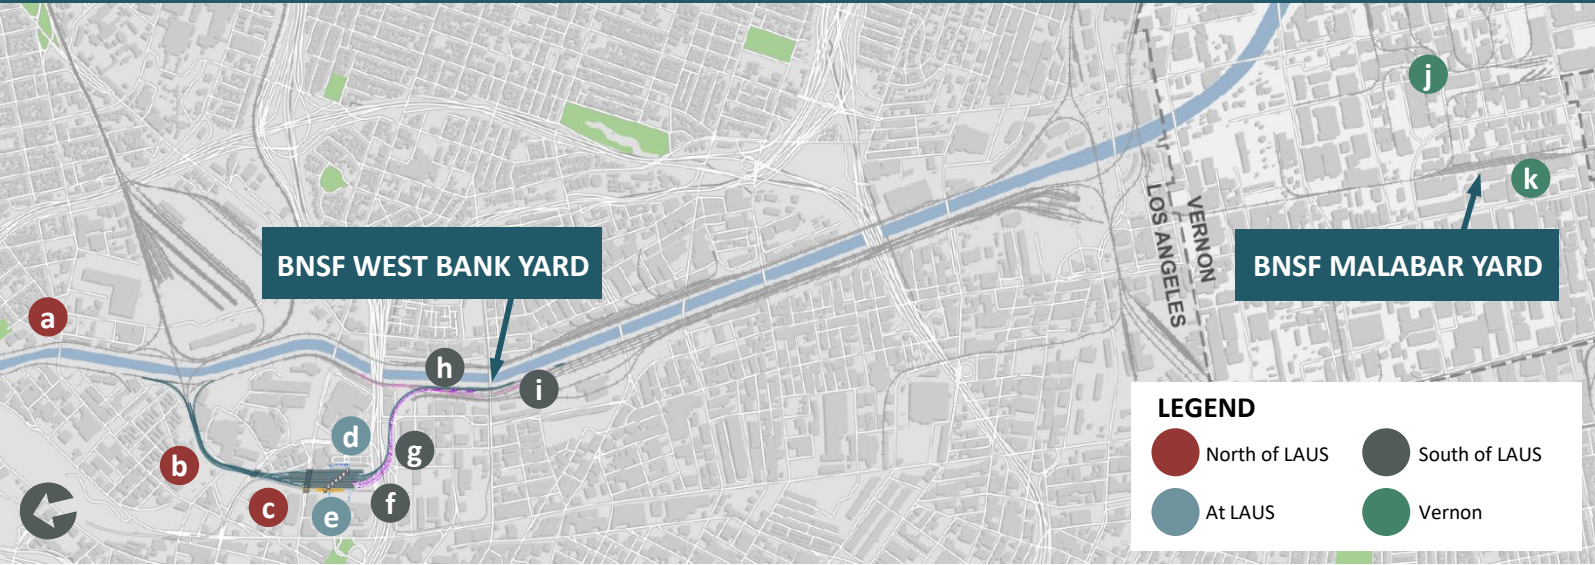 j
k
VERNON
LOS ANGELES
BNSF WEST BANK YARD
BNSF MALABAR YARD
a
h
i
d
g
b
c
e
f
LEGEND
North of LAUS
South of LAUS
At LAUS
Vernon